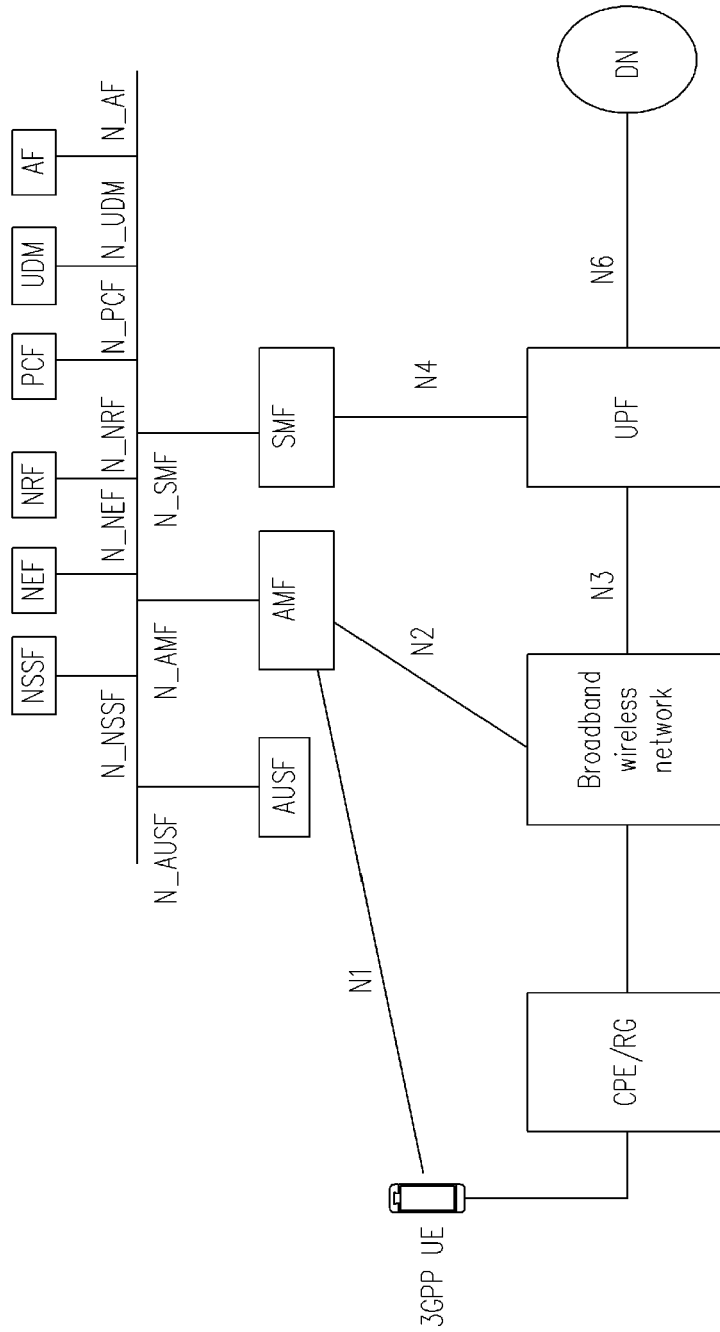 NSSF
NEF
NRF
PCF
UDM
AF
N_NSSF
N_NEF
N_NRF
N_PCF
N_UDM
N_AF
N_AUSF
N_AMF
N_SMF
AUSF
AMF
SMF
N1
N2
N4
3GPP UE
CPE/RG
Broadband
wireless
network
N3
UPF
N6
DN